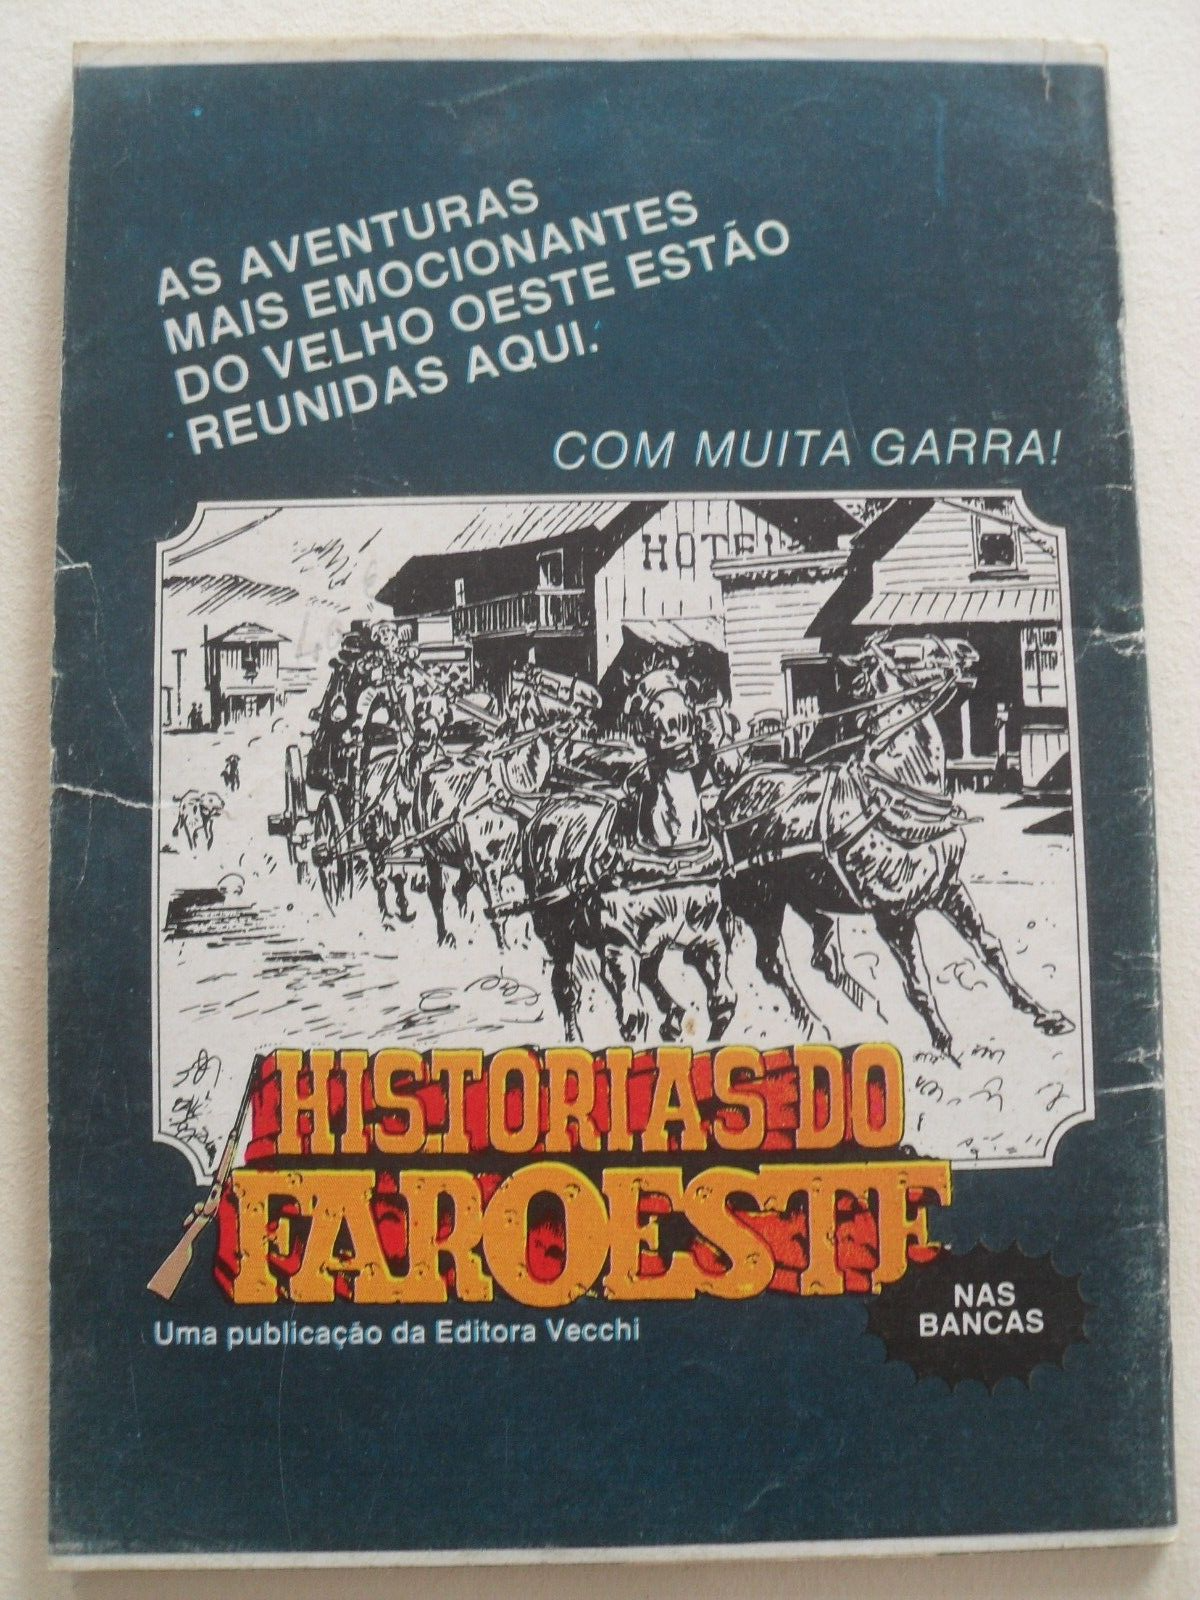 AS AVENTURAS
MAIS EMOCIONANTES
DO VELHO OESTE ESTÃO
REUNIDAS AQUI.
COM MUITA GARRA!
HOTEL
HISTORIAS DO
FAROESTE
NAS
BANCAS
Uma publicação da Editora Vecchi